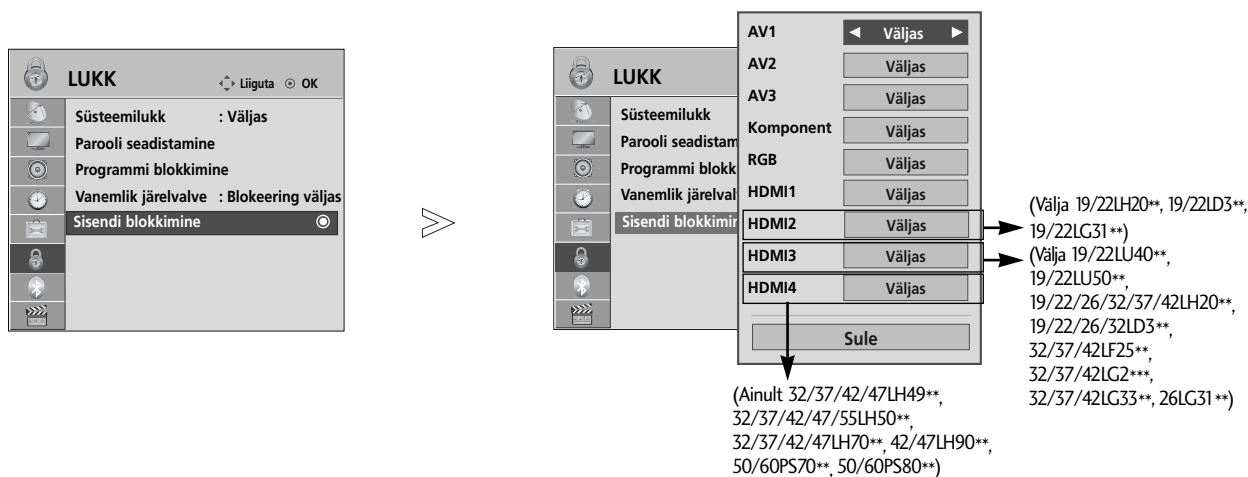 LUKK
Liiguta OK
Süsteemilukk : Väljas
Parooli seadistamine
Programmi blokkimine
Vanemlik järelvalve : Blokeering väljas
Sisendi blokkimine
LUKK
Süsteemilukk
Parooli seadistam
Programmi blokk
Vanemlik järelval
Sisendi blokkimin
AV1 Väljas
AV2 Väljas
AV3 Väljas
Komponent Väljas
RGB Väljas
HDMI1 Väljas
HDMI2 Väljas
HDMI3 Väljas
HDMI4 Väljas
Sule
(Välja 19/22LH20**, 19/22LD3**,
19/22LG31**)
(Välja 19/22LU40**,
19/22LU50**,
19/22/26/32/37/42LH20**,
19/22/26/32LD3**,
32/37/42LF25**,
32/37/42LG2***,
32/37/42LG33**, 26LG31**)
(Ainult 32/37/42/47LH49**,
32/37/42/47/55LH50**,
32/37/42/47LH70**, 42/47LH90**,
50/60PS70**, 50/60PS80**)